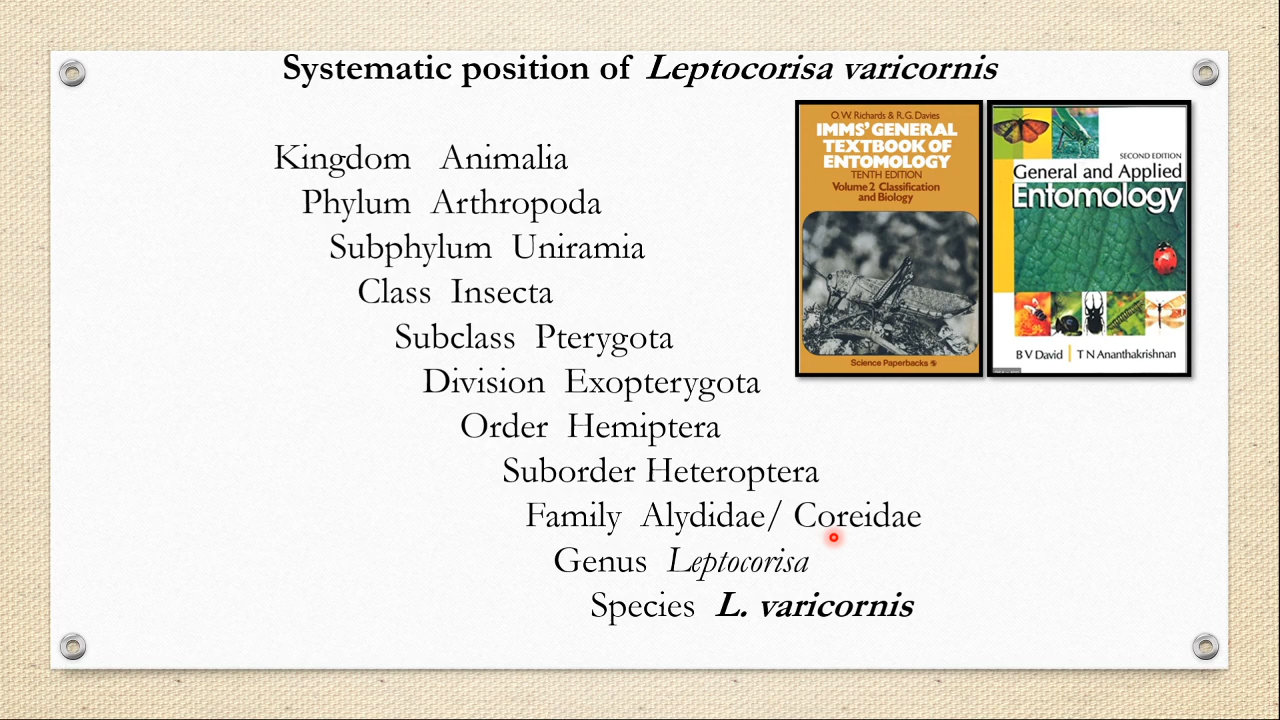 Systematic position of Leptocorisa varicornis
Kingdom Animalia
Phylum Arthropoda
Subphylum Uniramia
Class Insecta
Subclass Pterygota
Division Exopterygota
Order Hemiptera
Suborder Heteroptera
Family Alydidae/ Coreidae
Genus Leptocorisa
Species L. varicornis
O. W. Richards & R. G. Davies
IMMS' GENERAL
TEXTBOOK OF
ENTOMOLOGY
TENTH EDITION
Volume 2 Classification
and Biology
Science Paperbacks
SECOND EDITION
General and Applied
Entomology
B V David | T N Ananthakrishnan